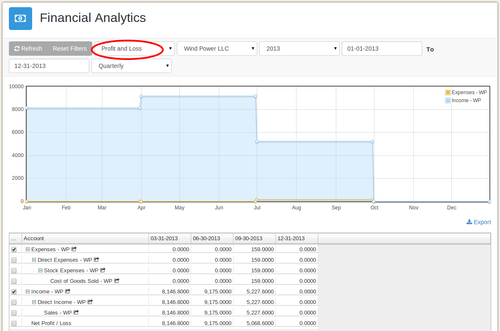 Financial Analytics
Refresh Reset Filters Profit and Loss Wind Power LLC 2013 01-01-2013 To
12-31-2013 Quarterly
10000
Expenses - WP
Income - WP
8000
6000
4000
2000
0
Jan Feb Mar Apr May Jun Jul Aug Sep Oct Nov Dec
Export
... Account 03-31-2013 06-30-2013 09-30-2013 12-31-2013
Expenses - WP 0.0000 0.0000 159.0000 0.0000
Direct Expenses - WP 0.0000 0.0000 159.0000 0.0000
Stock Expenses - WP 0.0000 0.0000 159.0000 0.0000
Cost of Goods Sold - WP 0.0000 0.0000 159.0000 0.0000
Income - WP 8,146.8000 9,175.0000 5,227.6000 0.0000
Direct Income - WP 8,146.8000 9,175.0000 5,227.6000 0.0000
Sales - WP 8,146.8000 9,175.0000 5,227.6000 0.0000
Net Profit / Loss 8,146.8000 9,175.0000 5,068.6000 0.0000